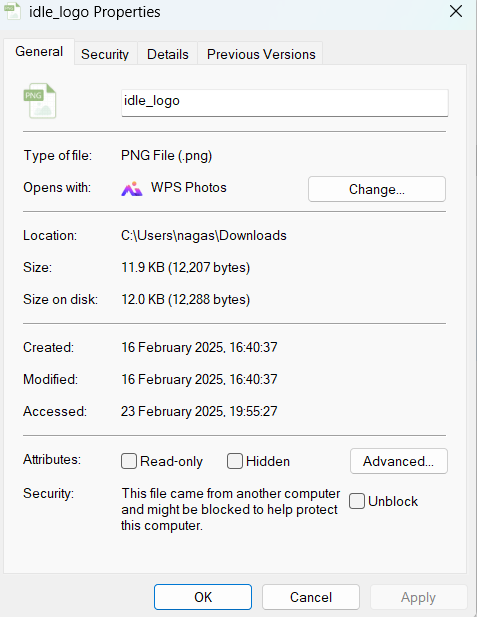 idle_logo Properties
General Security Details Previous Versions
PNG
idle_logo
Type of file: PNG File (.png)
Opens with: WPS Photos Change...
Location: C:\Users\nagas\Downloads
Size: 11.9 KB (12,207 bytes)
Size on disk: 12.0 KB (12,288 bytes)
Created: 16 February 2025, 16:40:37
Modified: 16 February 2025, 16:40:37
Accessed: 23 February 2025, 19:55:27
Attributes: Read-only Hidden Advanced...
Security: This file came from another computer
and might be blocked to help protect
this computer.
Unblock
OK Cancel Apply